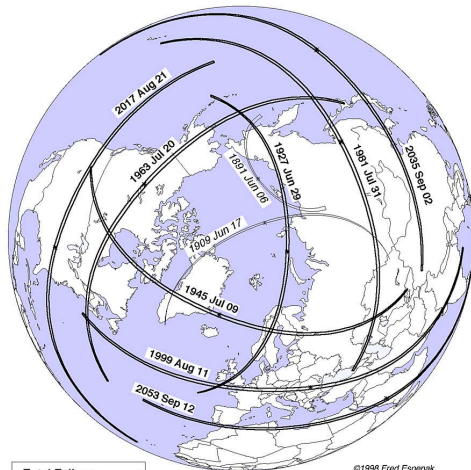 2017 Aug 21
1963 Jul 20
1891 Jun 06
1927 Jun 29
1981 Jul 31
2035 Sep 02
1909 Jun 17
1945 Jul 09
1999 Aug 11
2053 Sep 12
©1998 Fred Espenak